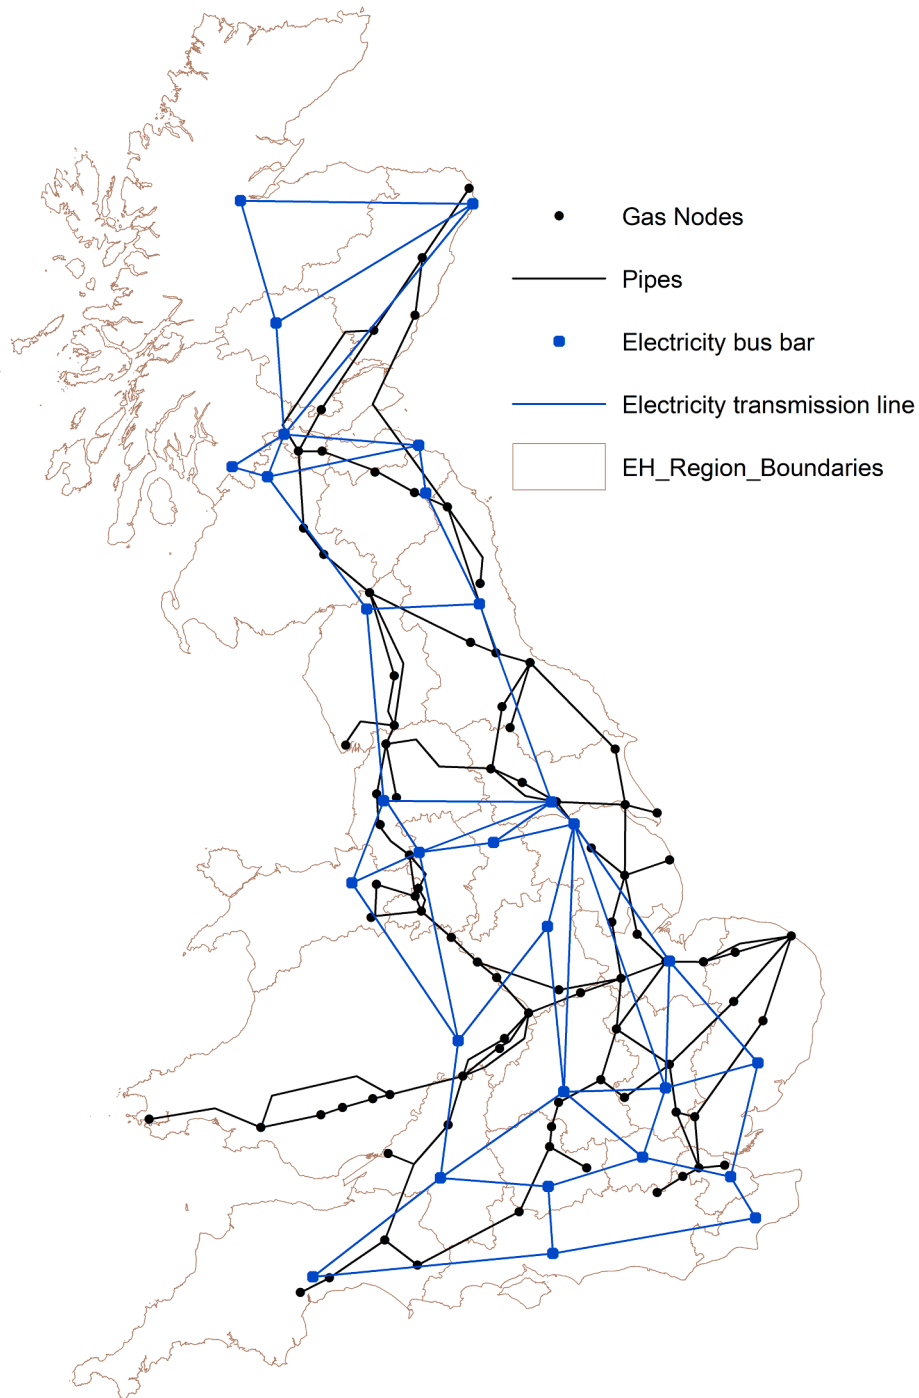 Gas Nodes
Pipes
Electricity bus bar
Electricity transmission line
EH_Region_Boundaries